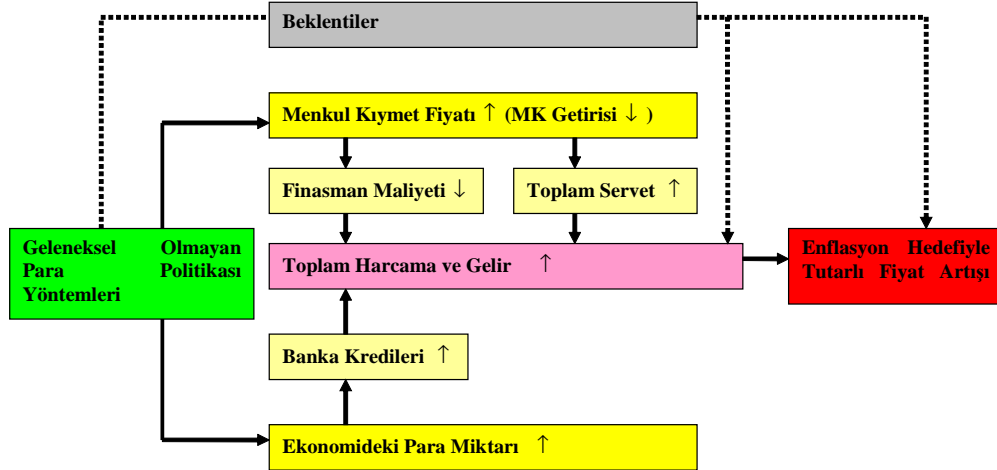 Beklentiler
Menkul Kıymet Fiyatı ↑ (MK Getirisi ↓ )
Finasman Maliyeti ↓
Toplam Servet ↑
Geleneksel Olmayan
Para Politikası
Yöntemleri
Toplam Harcama ve Gelir ↑
Enflasyon Hedefiyle
Tutarlı Fiyat Artışı
Banka Kredileri ↑
Ekonomideki Para Miktarı ↑